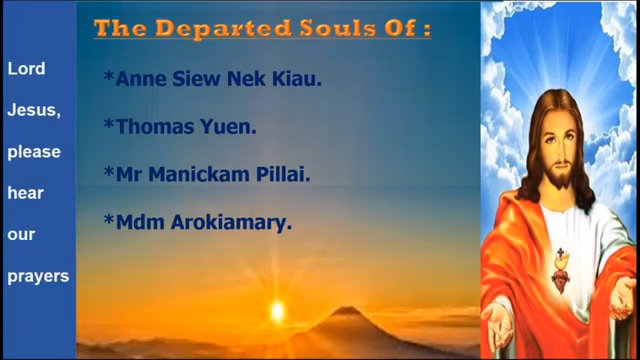 Lord
Jesus,
please
hear
our
prayers
The Departed Souls Of :
*Anne Siew Nek Kiau.
*Thomas Yuen.
*Mr Manickam Pillai.
*Mdm Arokiamary.